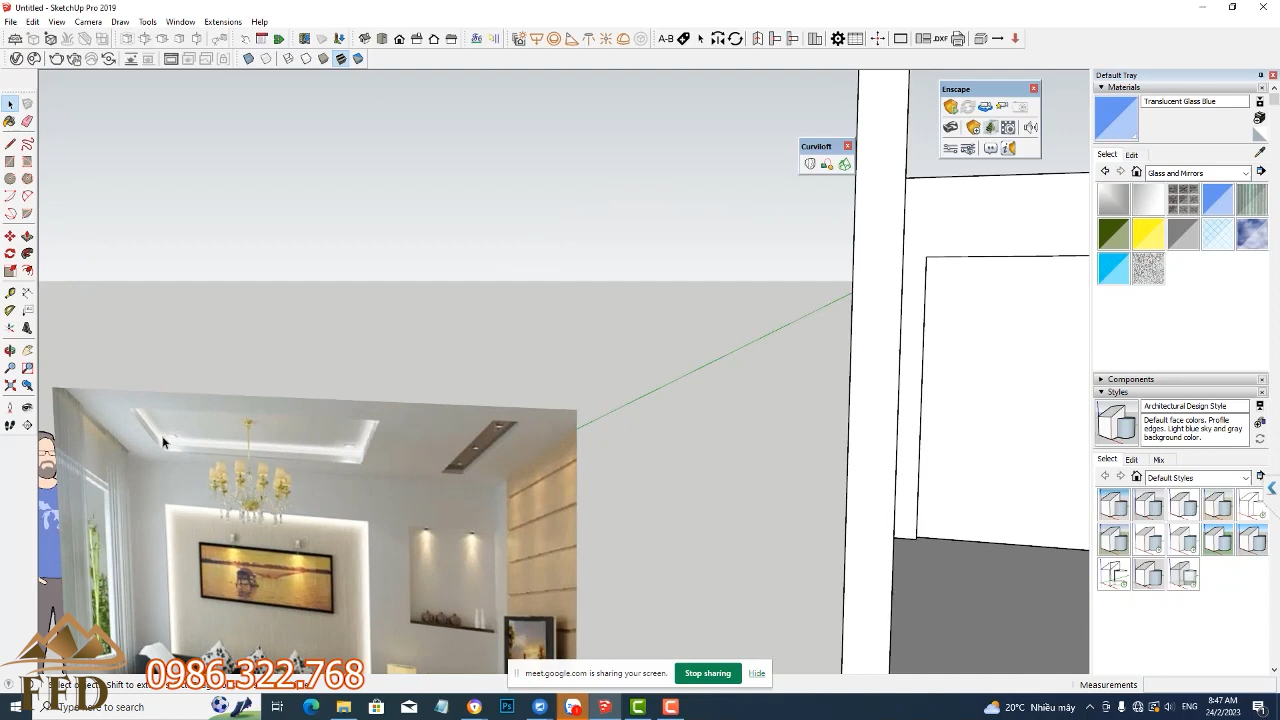 Untitled - SketchUp Pro 2019
File Edit View Camera Draw Tools Window Extensions Help
A-B
.DXF
Enscape
Curviloft
Default Tray
Materials
Translucent Glass Blue
Select Edit
Glass and Mirrors
Components
Styles
Architectural Design Style
Default face colors. Profile
edges. Light blue sky and gray
background color.
Select Edit Mix
Default Styles
0986.322.768
FHD
meet.google.com is sharing your screen.
Stop sharing
Hide
Measurements
Type here to search
20°C Nhiều mây
ENG
8:47 AM
24/2/2023